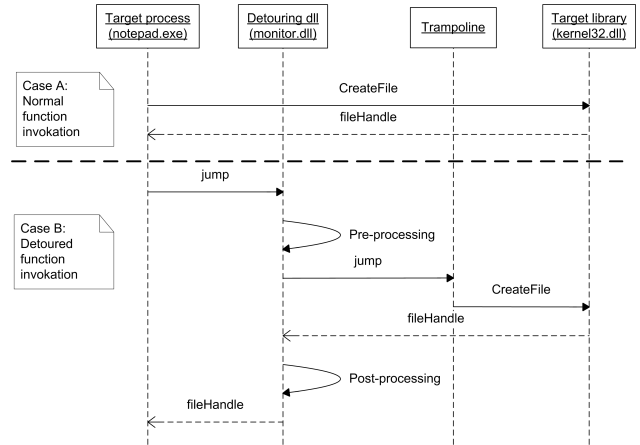 Target process
(notepad.exe)
Detouring dll
(monitor.dll)
Trampoline
Target library
(kernel32.dll)
Case A:
Normal
function
invokation
CreateFile
fileHandle
jump
Case B:
Detoured
function
invokation
Pre-processing
jump
CreateFile
fileHandle
Post-processing
fileHandle